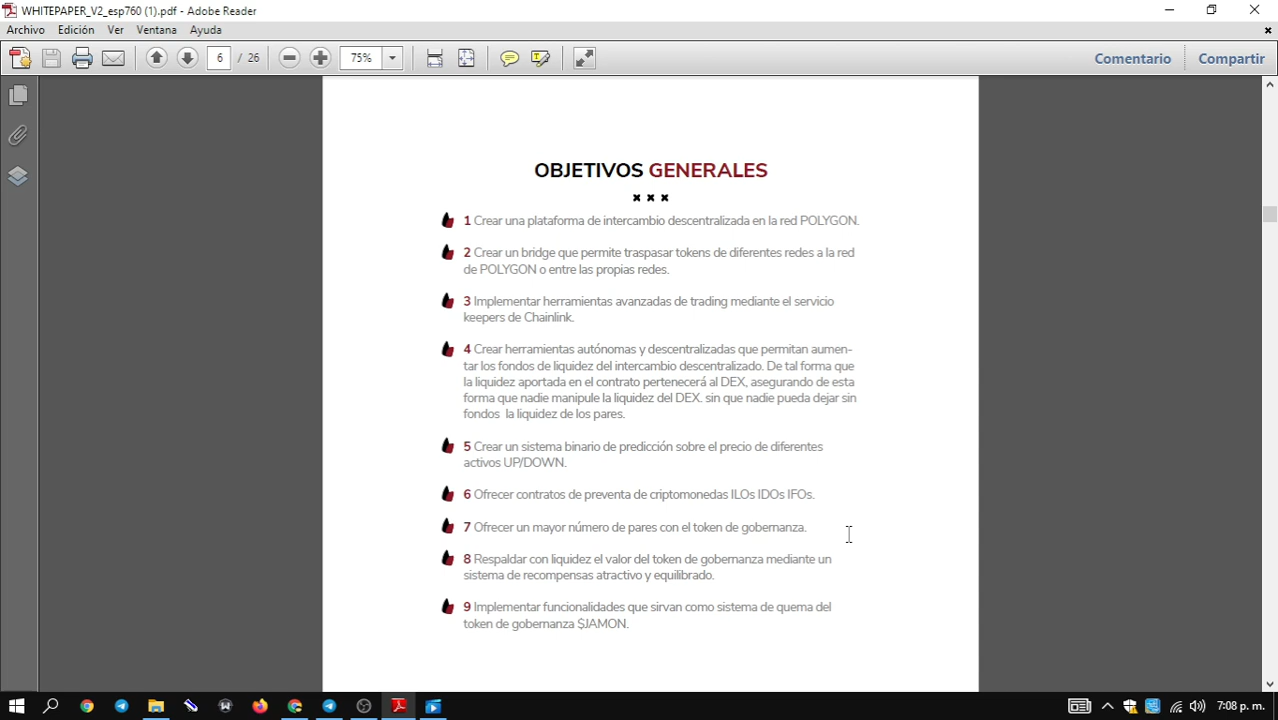 WHITEPAPER_V2_esp760 (1).pdf - Adobe Reader
Archivo Edición Ver Ventana Ayuda
6 / 26 75% Comentario Compartir
OBJETIVOS GENERALES
1 Crear una plataforma de intercambio descentralizada en la red POLYGON.
2 Crear un bridge que permite traspasar tokens de diferentes redes a la red
de POLYGON o entre las propias redes.
3 Implementar herramientas avanzadas de trading mediante el servicio
keepers de Chainlink.
4 Crear herramientas autónomas y descentralizadas que permitan aumen-
tar los fondos de liquidez del intercambio descentralizado. De tal forma que
la liquidez aportada en el contrato pertenecerá al DEX, asegurando de esta
forma que nadie manipule la liquidez del DEX. sin que nadie pueda dejar sin
fondos la liquidez de los pares.
5 Crear un sistema binario de predicción sobre el precio de diferentes
activos UP/DOWN.
6 Ofrecer contratos de preventa de criptomonedas ILOs IDOs IFOs.
7 Ofrecer un mayor número de pares con el token de gobernanza.
8 Respaldar con liquidez el valor del token de gobernanza mediante un
sistema de recompensas atractivo y equilibrado.
9 Implementar funcionalidades que sirvan como sistema de quema del
token de gobernanza $JAMON.
7:08 p. m.